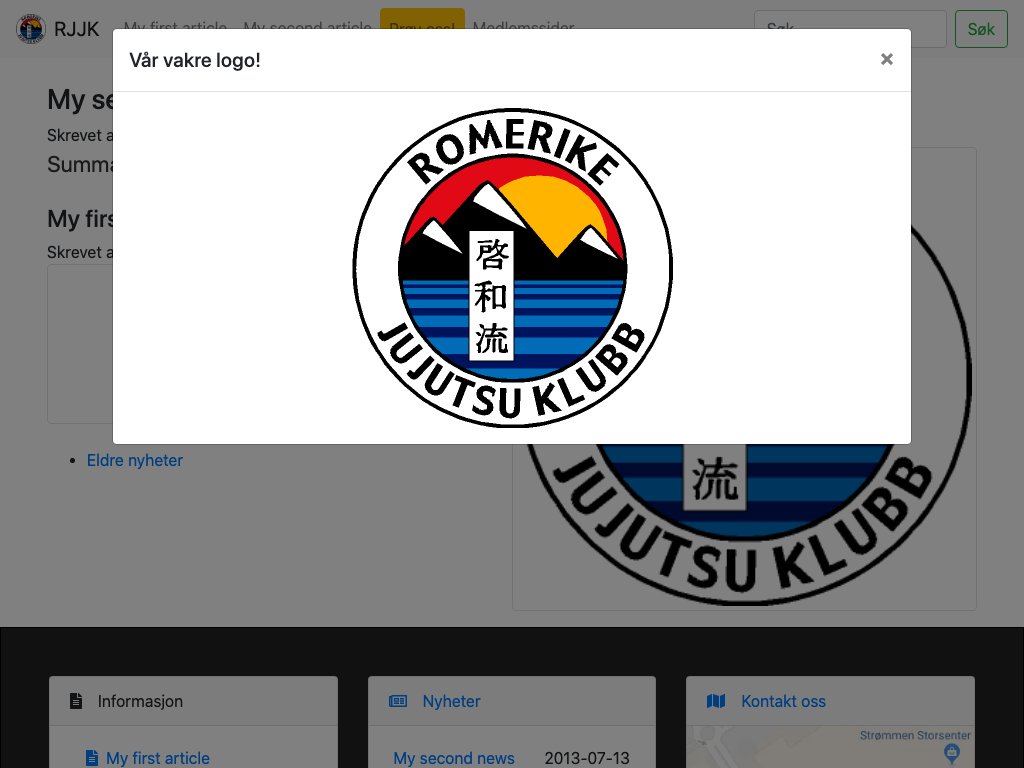 RJJK My first article My second article Prøv oss! Medlemssider Søk Søk
Vår vakre logo! ×
ROMERIKE
啓
和
流
JUJUTSU KLUBB
My se
Skrevet a
Summa
My firs
Skrevet a
Eldre nyheter
流
JUJUTSU KLUBB
Informasjon
My first article
Nyheter
My second news 2013-07-13
Kontakt oss
Strømmen Storsenter